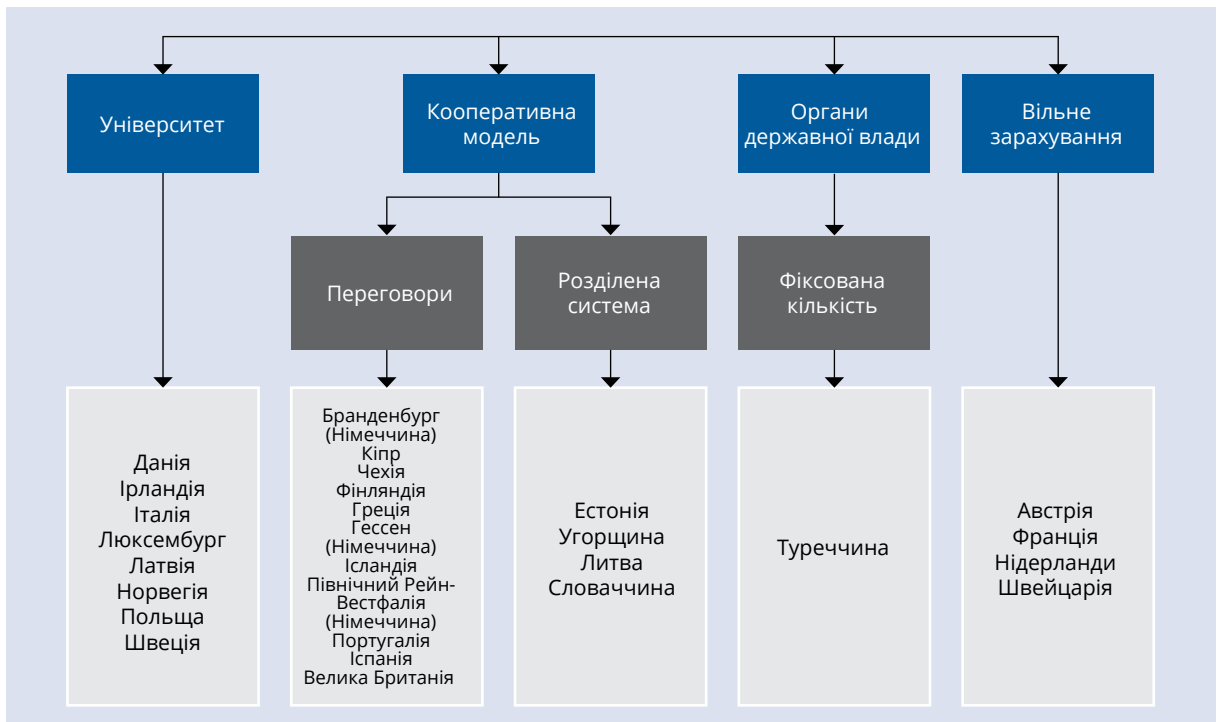 Університет
Кооперативна
модель
Органи
державної влади
Вільне
зарахування
Переговори
Розділена
система
Фіксована
кількість
Данія
Ірландія
Італія
Люксембург
Латвія
Норвегія
Польща
Швеція
Бранденбург
(Німеччина)
Кіпр
Чехія
Фінляндія
Греція
Гессен
(Німеччина)
Ісландія
Північний Рейн-
Вестфалія
(Німеччина)
Португалія
Іспанія
Велика Британія
Естонія
Угорщина
Литва
Словаччина
Туреччина
Австрія
Франція
Нідерланди
Швейцарія